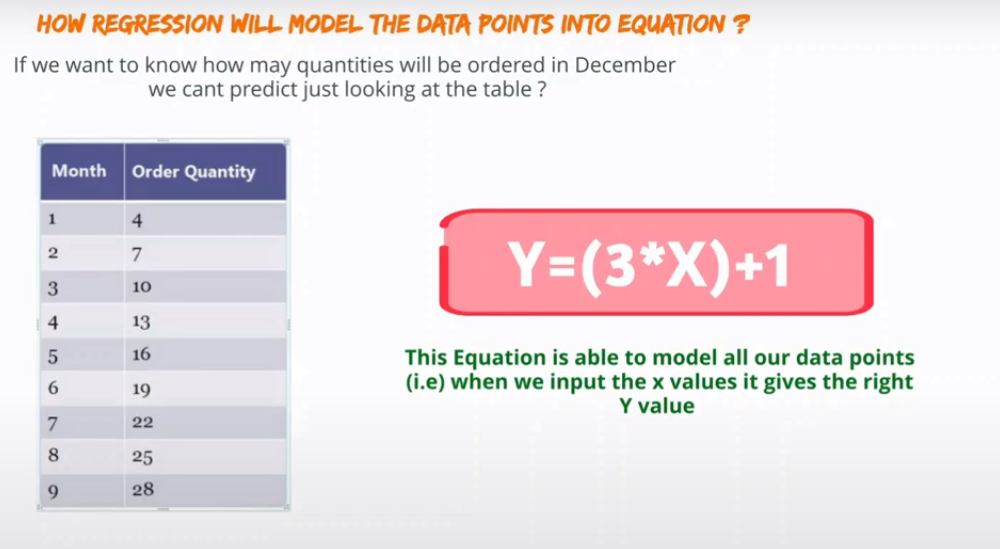 HOW REGRESSION WILL MODEL THE DATA POINTS INTO EQUATION ?
If we want to know how may quantities will be ordered in December
we cant predict just looking at the table ?
Month Order Quantity
1 4
2 7
3 10
4 13
5 16
6 19
7 22
8 25
9 28
Y=(3*X)+1
This Equation is able to model all our data points
(i.e) when we input the x values it gives the right
Y value